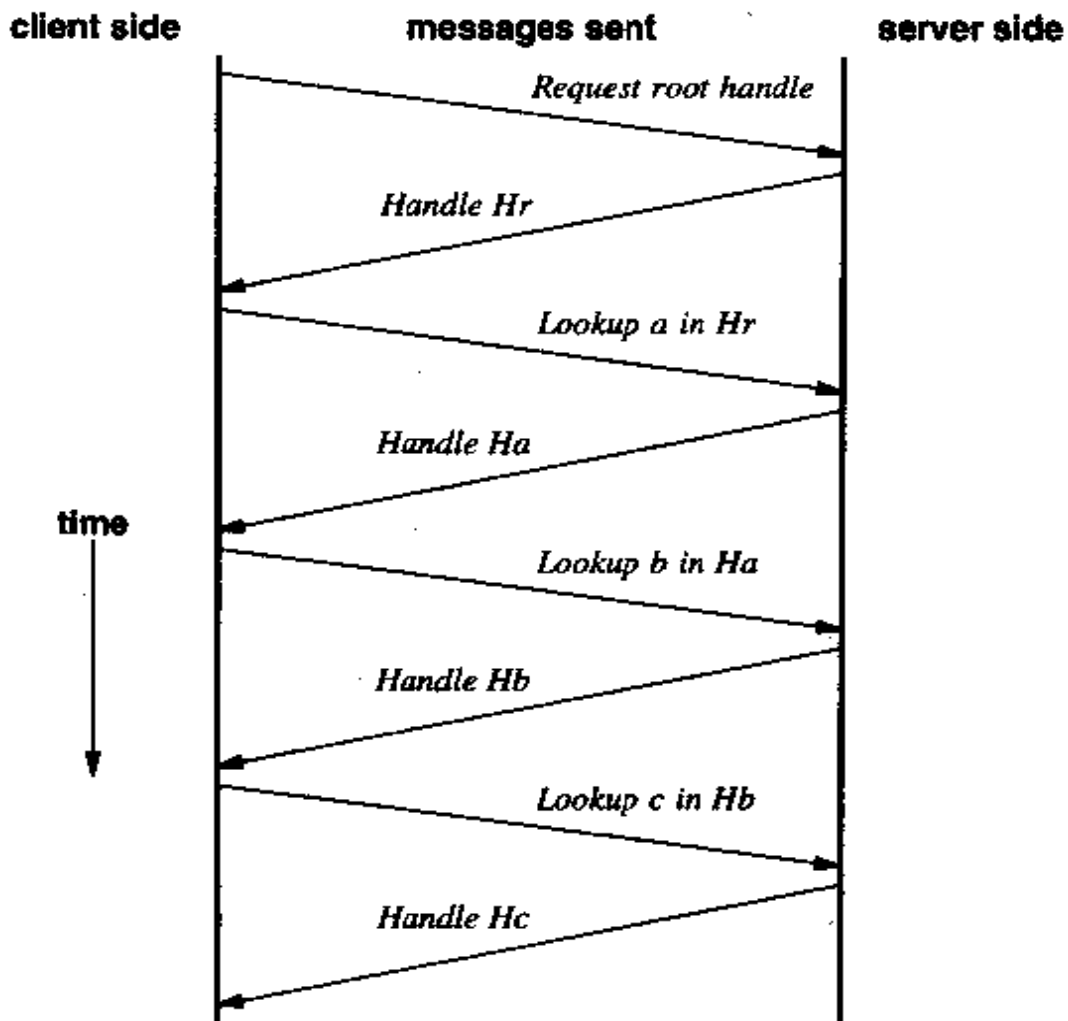 client side messages sent server side
Request root handle
Handle Hr
Lookup a in Hr
Handle Ha
time
Lookup b in Ha
Handle Hb
Lookup c in Hb
Handle Hc